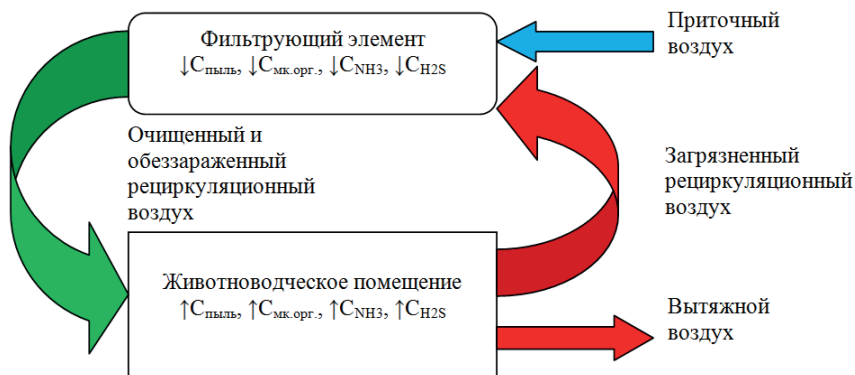 Фильтрующий элемент
↓Cпыль, ↓Cмк.орг., ↓CNH3, ↓CH2S
Приточный
воздух
Очищенный и
обеззараженный
рециркуляционный
воздух
Загрязненный
рециркуляционный
воздух
Животноводческое помещение
↑Cпыль, ↑Cмк.орг., ↑CNH3, ↑CH2S
Вытяжной
воздух